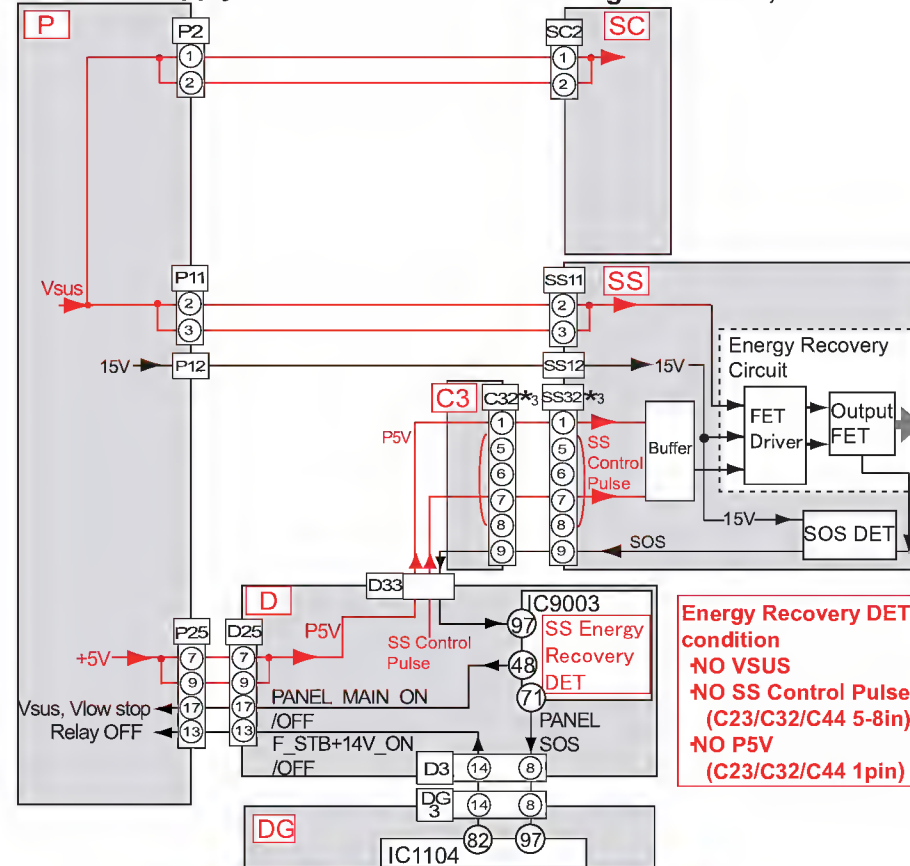 P
P2
1
2
SC2
1
2
SC
Vsus
P11
2
3
SS11
2
3
SS
15V
P12
SS12
15V
Energy Recovery
Circuit
FET
Driver
Output
FET
C3
C32*3
SS32*3
P5V
1
5
6
7
8
9
1
5
6
7
8
9
SS
Control
Pulse
Buffer
15V
SOS DET
SOS
D33
D
P5V
SS Control
Pulse
IC9003
97
SS Energy
Recovery
DET
48
71
P25
D25
+5V
7
9
17
13
7
9
17
13
Vsus, Vlow stop
Relay OFF
PANEL MAIN ON
/OFF
F_STB+14V_ON
/OFF
PANEL
SOS
D3
14
8
DG
3
14
8
DG
82
97
IC1104
Energy Recovery DET
condition
·NO VSUS
·NO SS Control Pulse
(C23/C32/C44 5-8in)
·NO P5V
(C23/C32/C44 1pin)